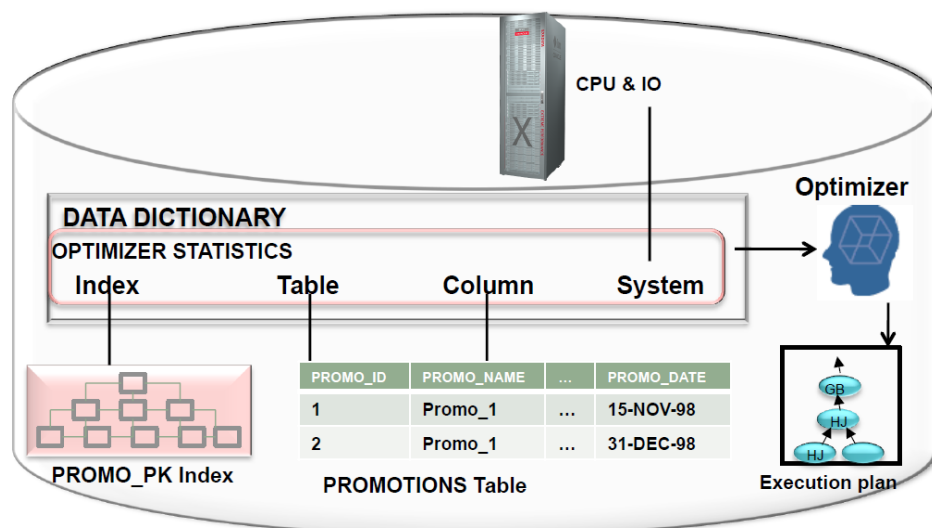 CPU & IO
X
Optimizer
DATA DICTIONARY
OPTIMIZER STATISTICS
Index Table Column System
PROMO_ID PROMO_NAME ... PROMO_DATE
1 Promo_1 ... 15-NOV-98
2 Promo_1 ... 31-DEC-98
PROMO_PK Index
PROMOTIONS Table
GB
HJ
HJ
Execution plan